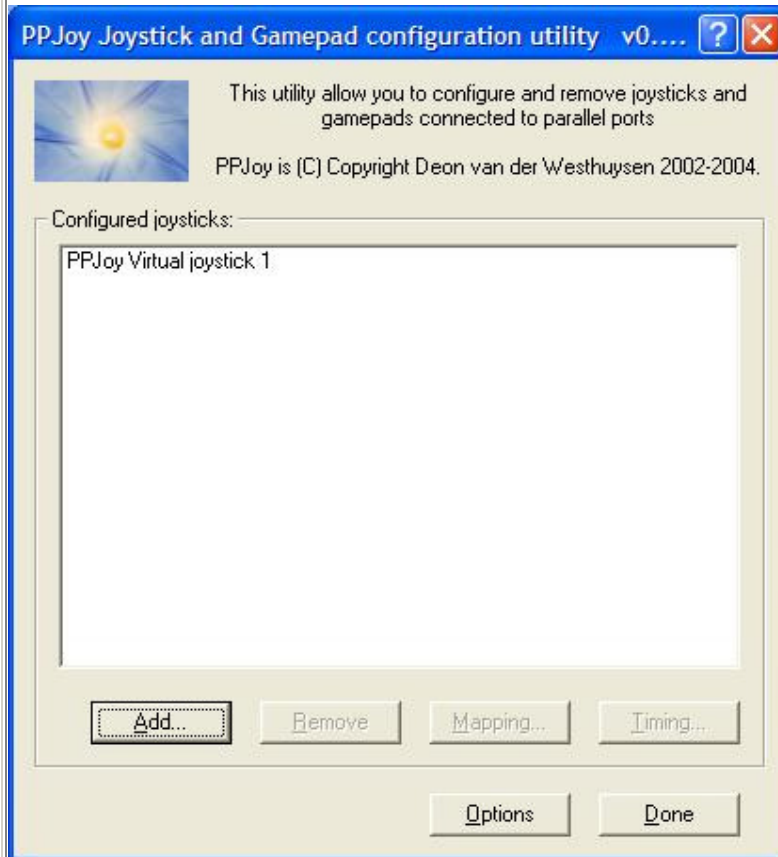 PPJoy Joystick and Gamepad configuration utility v0....
This utility allow you to configure and remove joysticks and
gamepads connected to parallel ports
PPJoy is (C) Copyright Deon van der Westhuysen 2002-2004.
Configured joysticks:
PPJoy Virtual joystick 1
Add... Remove Mapping... Timing...
Options Done